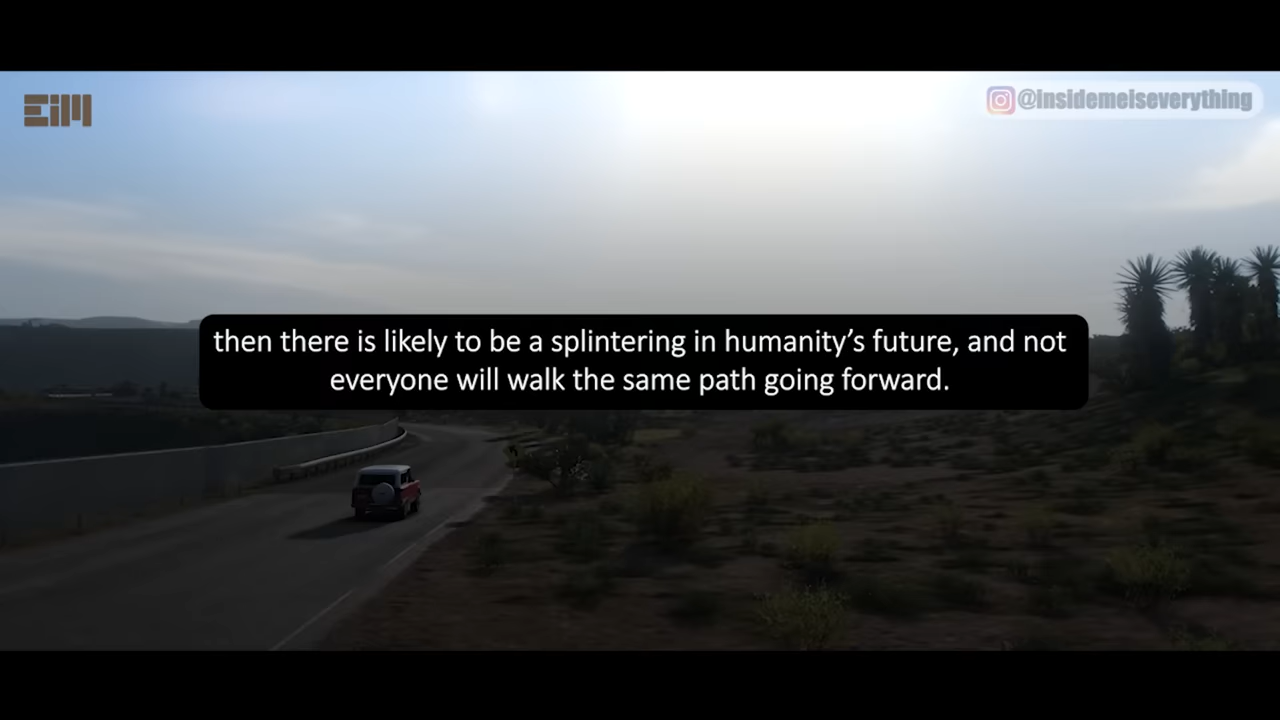 EIM
@insidemeiseverything
then there is likely to be a splintering in humanity’s future, and not
everyone will walk the same path going forward.